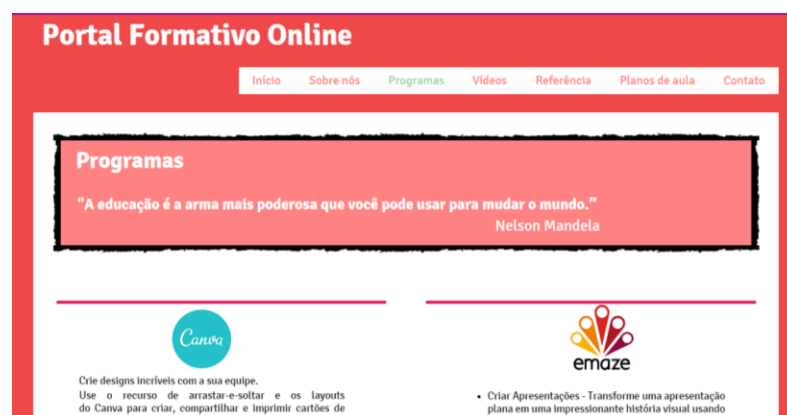 Portal Formativo Online
Início Sobre nós Programas Vídeos Referência Planos de aula Contato
Programas
"A educação é a arma mais poderosa que você pode usar para mudar o mundo.”
Nelson Mandela
Canva
Crie designs incríveis com a sua equipe.
Use o recurso de arrastar-e-soltar e os layouts
do Canva para criar, compartilhar e imprimir cartões de
emaze
• Criar Apresentações - Transforme uma apresentação
plana em uma impressionante história visual usando